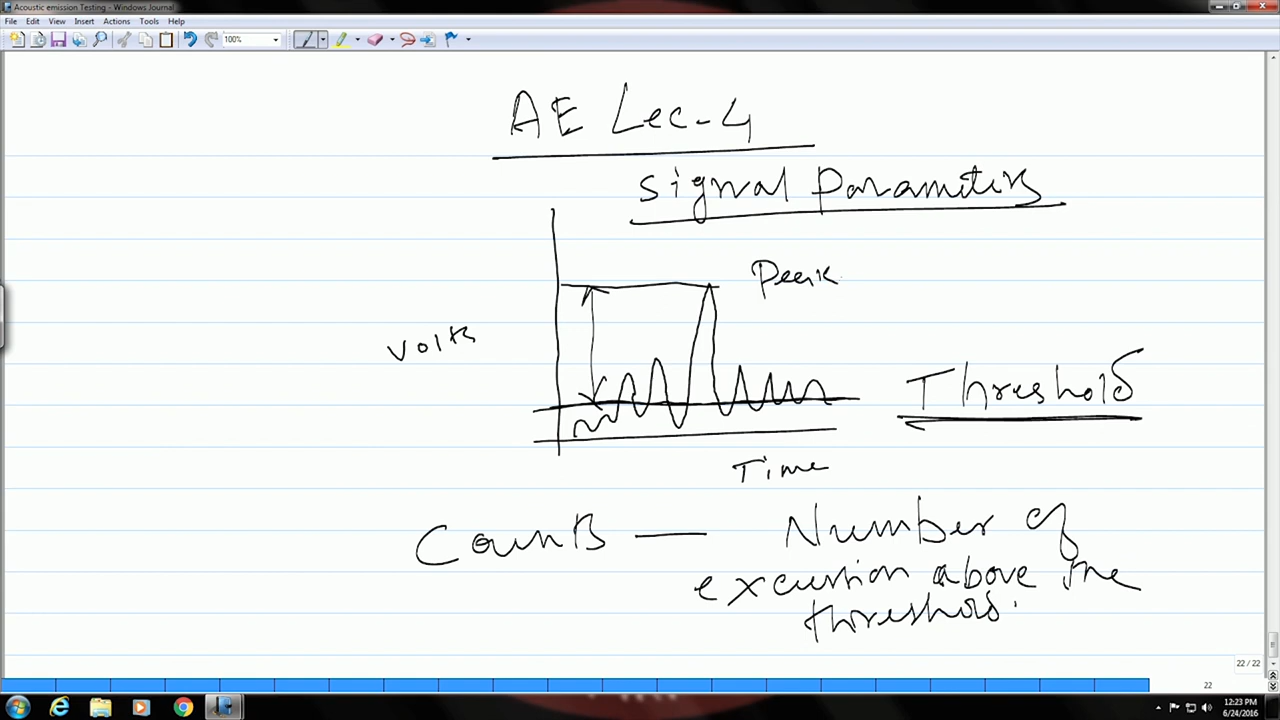 Acoustic emission Testing - Windows Journal
File Edit View Insert Actions Tools Help
100%
AE Lec-4
Signal Parameters
Peak
Volts
Threshold
Time
Counts — Number of
excurtion above the
threshold.
22 / 22
22
12:23 PM
6/24/2016